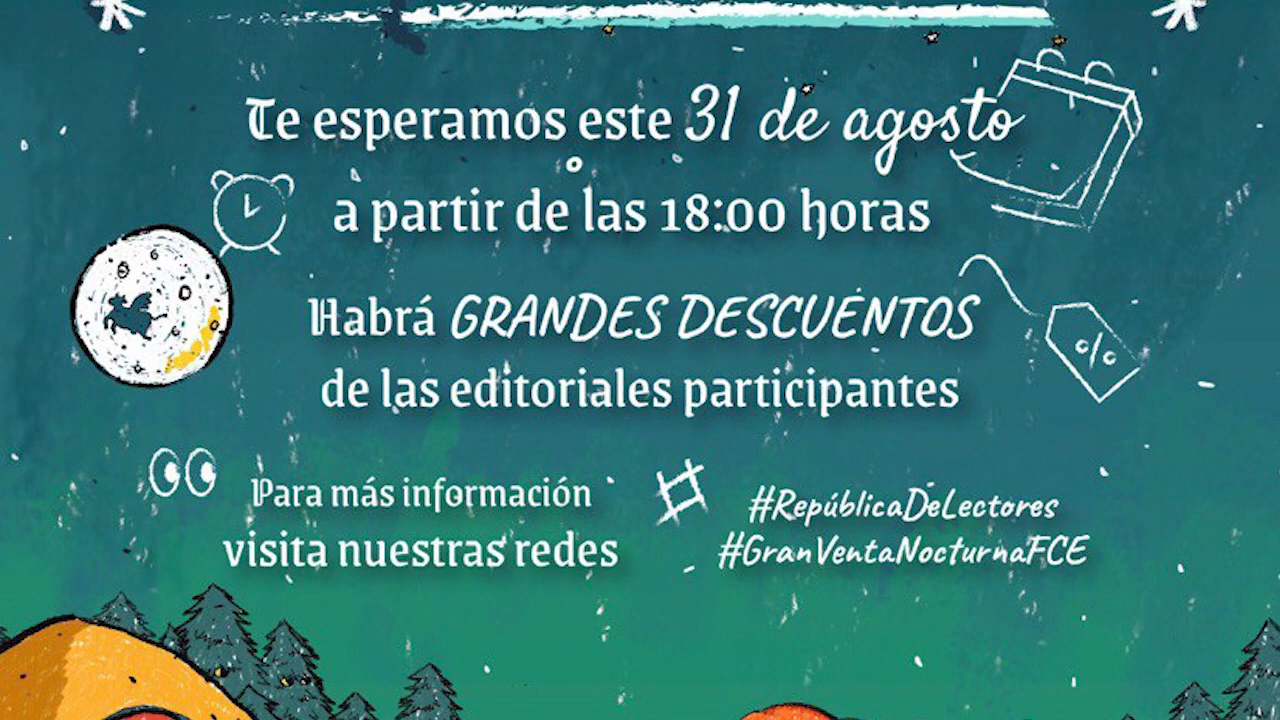 Te esperamos este 31 de agosto
a partir de las 18:00 horas
Habrá GRANDES DESCUENTOS
de las editoriales participantes
%
Para más información
visita nuestras redes
#RepúblicaDeLectores
#GranVentaNocturnaFCE